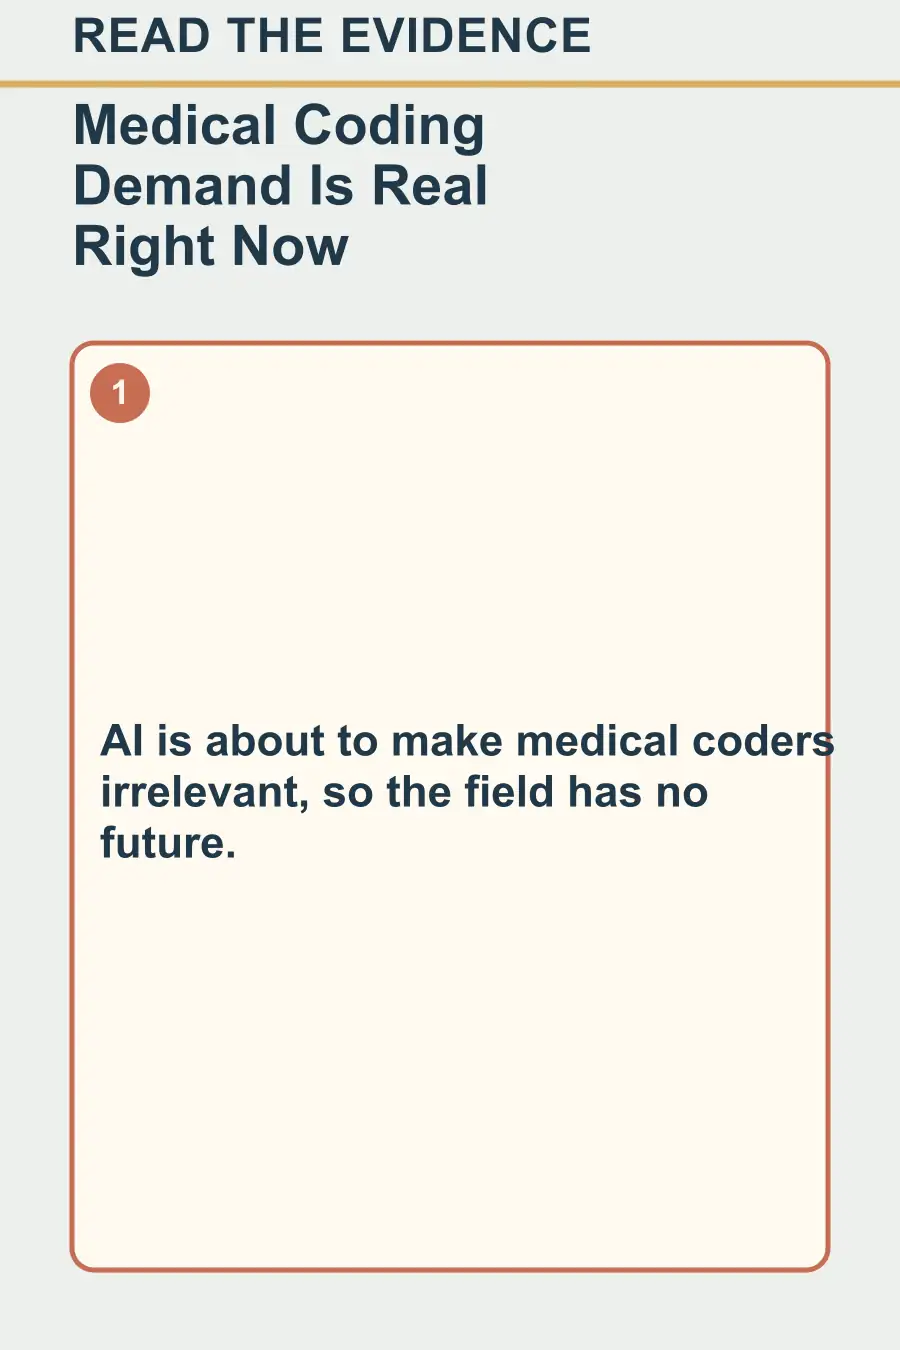 READ THE EVIDENCE
Medical Coding
Demand Is Real
Right Now
1
AI is about to make medical coders
irrelevant, so the field has no
future.